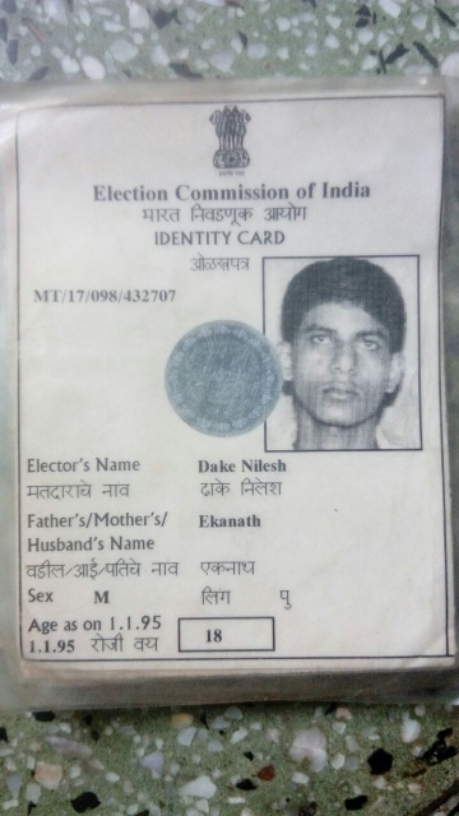 Election Commission of India
भारत निवडणूक आयोग
IDENTITY CARD
ओळखपत्र
MT/17/098/432707
Elector's Name Dake Nilesh
मतदाराचे नांव ढाके निलेश
Father's/Mother's/ Ekanath
Husband's Name
वडील/आई/पतिचे नांव एकनाथ
Sex M लिंग पु
Age as on 1.1.95 18
1.1.95 रोजी वय